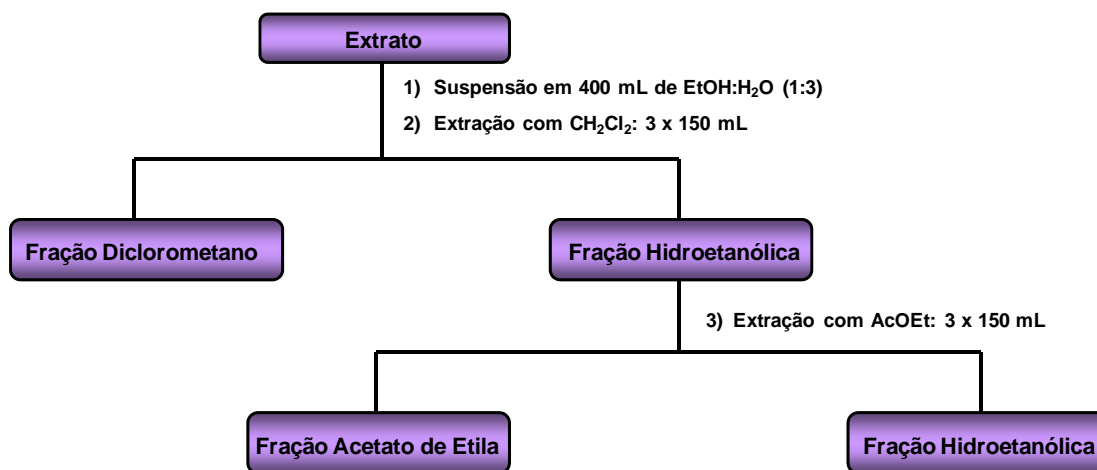 Extrato
1) Suspensão em 400 mL de EtOH:H₂O (1:3)
2) Extração com CH₂Cl₂: 3 x 150 mL
Fração Diclorometano
Fração Hidroetanólica
3) Extração com AcOEt: 3 x 150 mL
Fração Acetato de Etila
Fração Hidroetanólica